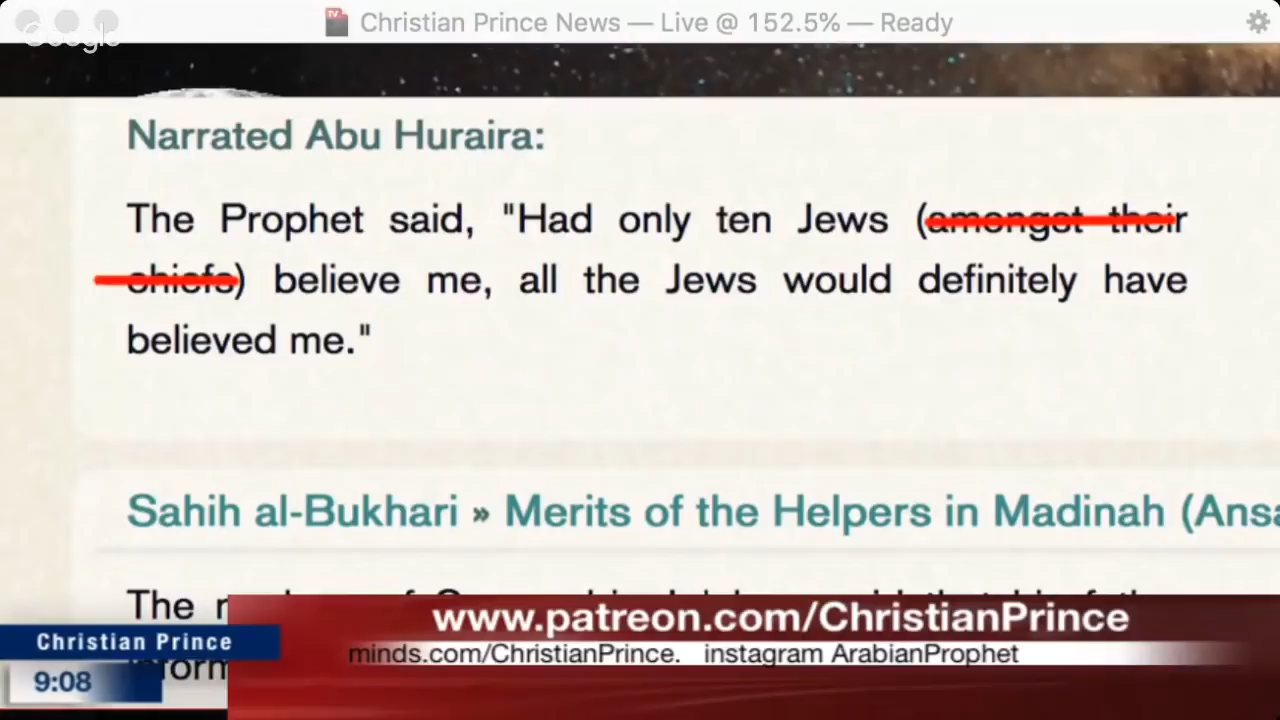 Christian Prince News — Live @ 152.5% — Ready
Google
Narrated Abu Huraira:
The Prophet said, "Had only ten Jews (amongst their
chiefs) believe me, all the Jews would definitely have
believed me."
Sahih al-Bukhari » Merits of the Helpers in Madinah (Ansa
The
www.patreon.com/ChristianPrince
Christian Prince
minds.com/ChristianPrince. instagram ArabianProphet
9:08